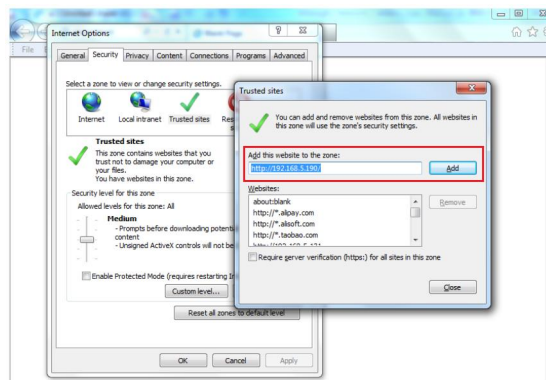 Internet Options
File
General Security Privacy Content Connections Programs Advanced
Select a zone to view or change security settings.
Internet Local intranet Trusted sites
Trusted sites
This zone contains websites that you
trust not to damage your computer or
your files.
You have websites in this zone.
Security level for this zone
Allowed levels for this zone: All
Medium
- Prompts before downloading
content
- Unsigned ActiveX controls will not be
Enable Protected Mode (requires restarting
Custom level...
Reset all zones to default level
OK Cancel Apply
Trusted sites
You can add and remove websites from this zone. All websites in
this zone will use the zone's security settings.
Add this website to the zone:
http://192.168.5.190/ Add
Websites:
about:blank Remove
http://*.alipay.com
http://*.alisoft.com
http://*.taobao.com
Require server verification (https:) for all sites in this zone
Close